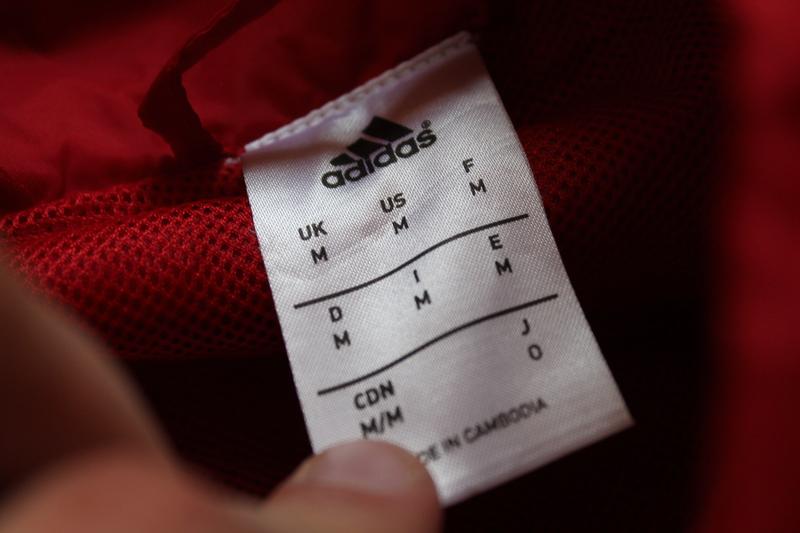 adidas®
UK US F
M M M
D I E
M M M
CDN J
M/M O
IN CAMBODIA